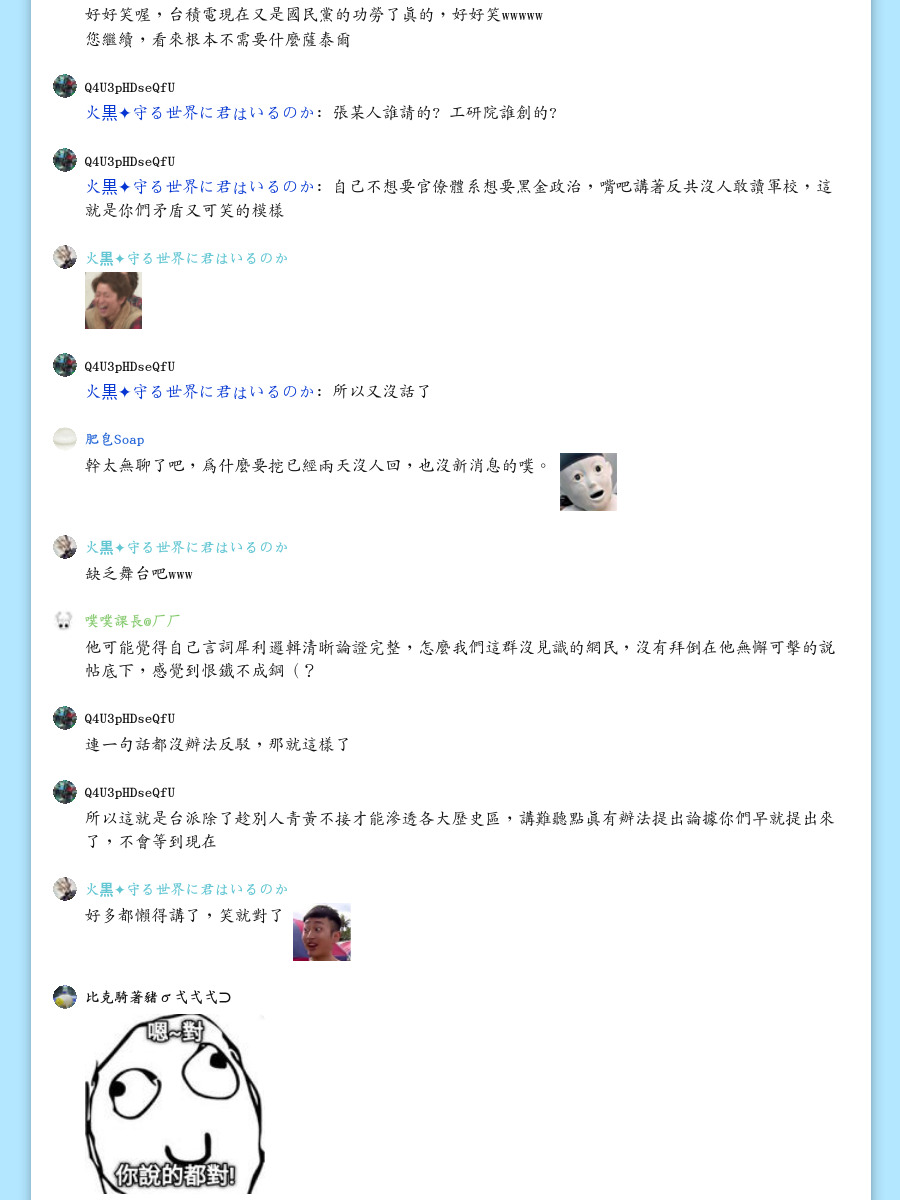 好好笑喔，台積電現在又是國民黨的功勞了真的，好好笑wwwww
您繼續，看來根本不需要什麼薩泰爾
Q4U3pHDseQfU
火黒✦守る世界に君はいるのか: 張某人誰請的? 工研院誰創的?
Q4U3pHDseQfU
火黒✦守る世界に君はいるのか: 自己不想要官僚體系想要黑金政治，嘴吧講著反共沒人敢讀軍校，這
就是你們矛盾又可笑的模樣
火黒✦守る世界に君はいるのか
Q4U3pHDseQfU
火黒✦守る世界に君はいるのか: 所以又沒話了
肥皂Soap
幹太無聊了吧，為什麼要挖已經兩天沒人回，也沒新消息的噗。
火黒✦守る世界に君はいるのか
缺乏舞台吧www
噗噗課長@厂厂
他可能覺得自己言詞犀利邏輯清晰論證完整，怎麼我們這群沒見識的網民，沒有拜倒在他無懈可擊的說
帖底下，感覺到恨鐵不成鋼（？
Q4U3pHDseQfU
連一句話都沒辦法反駁，那就這樣了
Q4U3pHDseQfU
所以這就是台派除了趁別人青黃不接才能滲透各大歷史區，講難聽點真有辦法提出論據你們早就提出來
了，不會等到現在
火黒✦守る世界に君はいるのか
好多都懶得講了，笑就對了
比克騎著豬σ弋弋弋⊃
嗯~對
你說的都對!